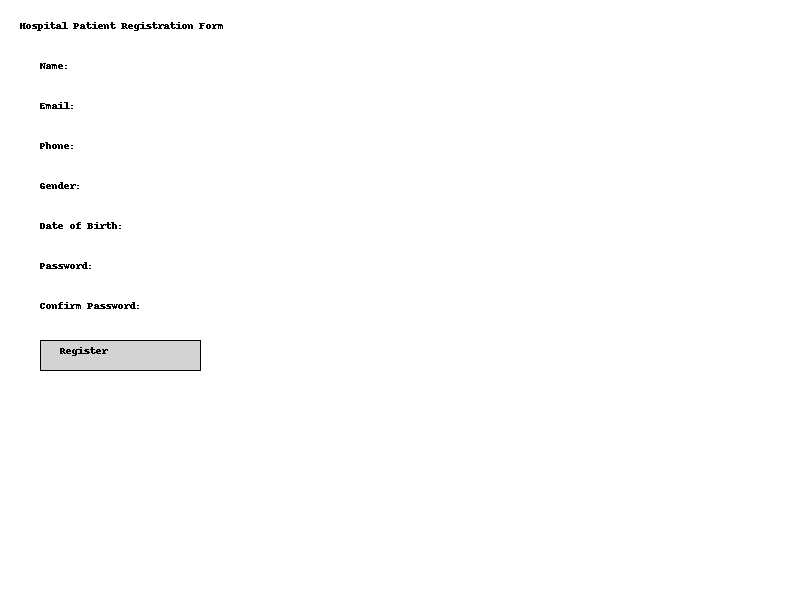 Hospital Patient Registration Form
Name:
Email:
Phone:
Gender:
Date of Birth:
Password:
Confirm Password:
Register